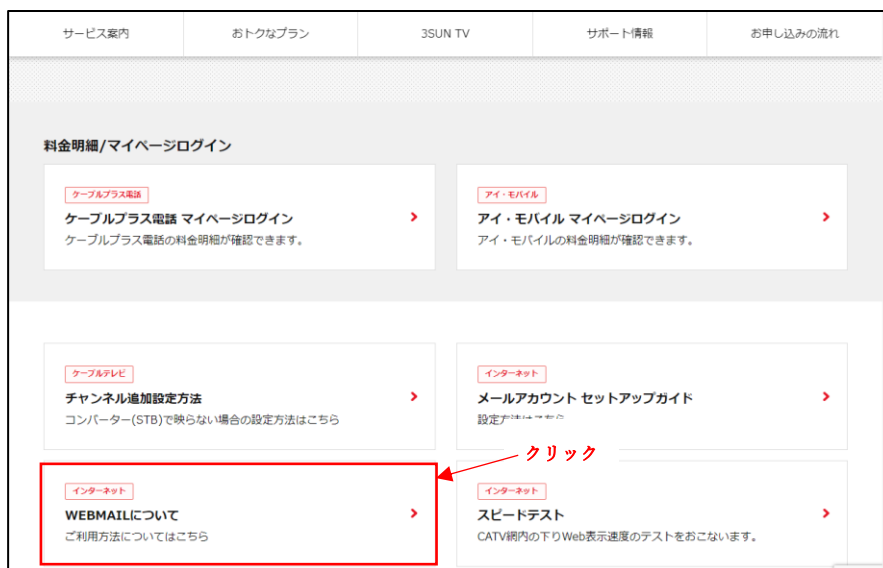 サービス案内
おトクなプラン
3SUN TV
サポート情報
お申し込みの流れ
料金明細/マイページログイン
ケーブルプラス電話
ケーブルプラス電話 マイページログイン
ケーブルプラス電話の料金明細が確認できます。
アイ・モバイル
アイ・モバイル マイページログイン
アイ・モバイルの料金明細が確認できます。
ケーブルテレビ
チャンネル追加設定方法
コンバーター(STB)で映らない場合の設定方法はこちら
インターネット
メールアカウント セットアップガイド
設定方法はこちら
クリック
インターネット
WEBMAILについて
ご利用方法についてはこちら
インターネット
スピードテスト
CATV網内の下りWeb表示速度のテストをおこないます。